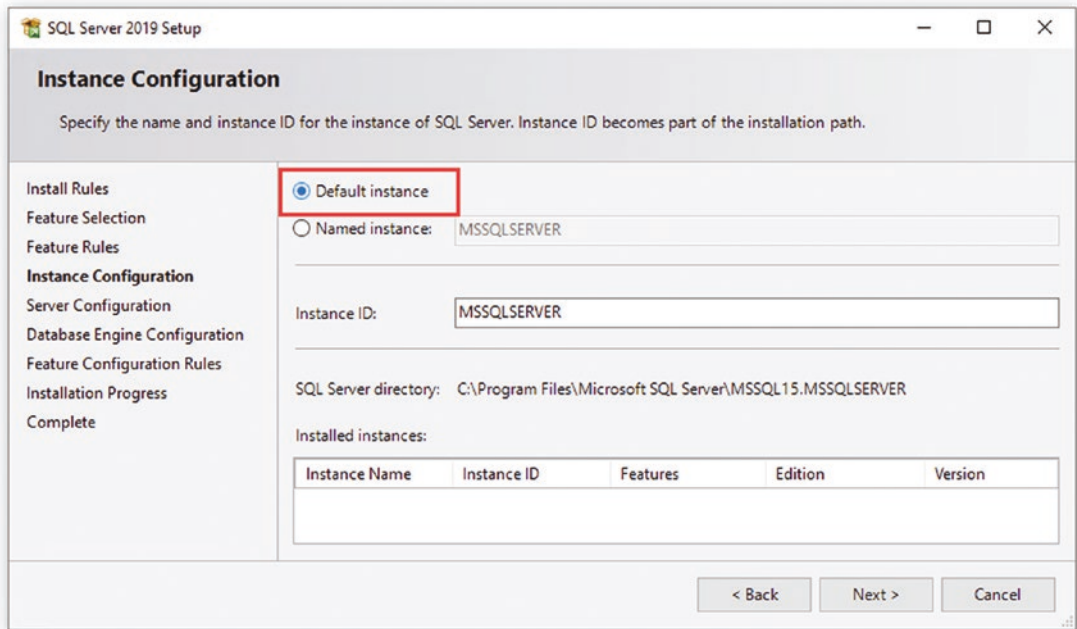 SQL Server 2019 Setup
Instance Configuration
Specify the name and instance ID for the instance of SQL Server. Instance ID becomes part of the installation path.
Install Rules
Feature Selection
Feature Rules
Instance Configuration
Server Configuration
Database Engine Configuration
Feature Configuration Rules
Installation Progress
Complete
Default instance
Named instance: MSSQLSERVER
Instance ID: MSSQLSERVER
SQL Server directory: C:\Program Files\Microsoft SQL Server\MSSQL15.MSSQLSERVER
Installed instances:
Instance Name Instance ID Features Edition Version
< Back Next > Cancel